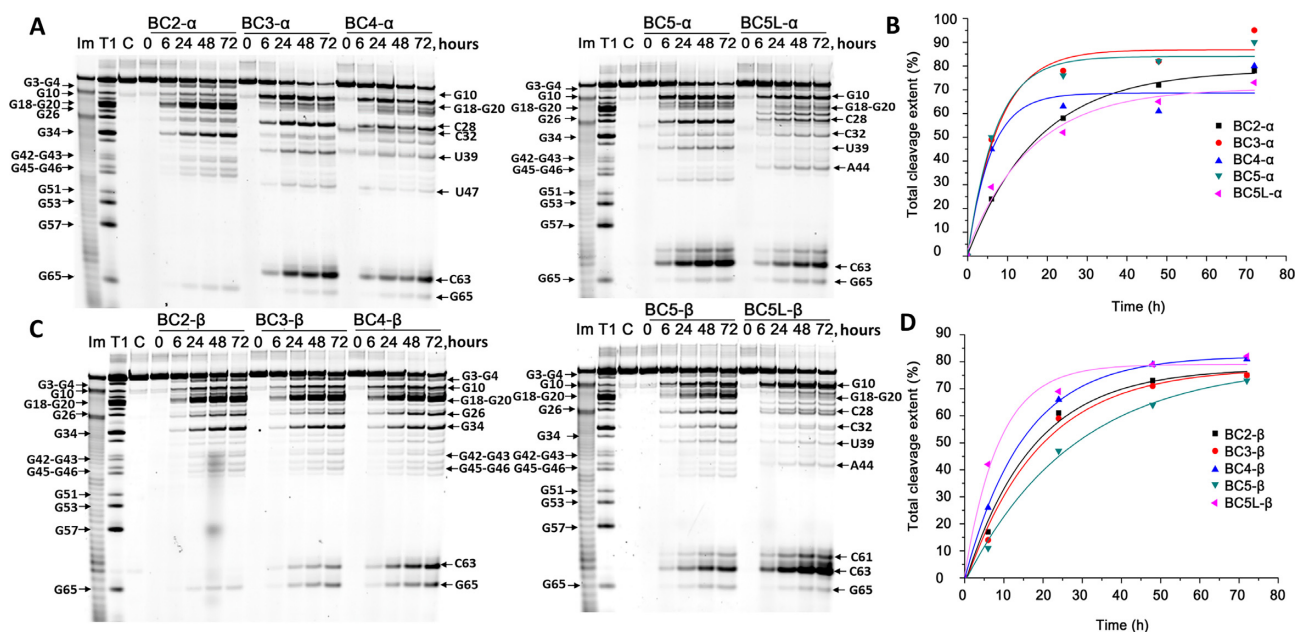 A
BC2-α BC3-α BC4-α
Im T1 C 0 6 24 48 72 0 6 24 48 72 0 6 24 48 72, hours
G3-G4
G10
G18-G20
G26
G34
G42-G43
G45-G46
G51
G53
G57
G65
G10
G18-G20
C28
C32
U39
U47
C63
G65
BC5-α BC5L-α
Im T1 C 0 6 24 48 72 0 6 24 48 72, hours
G3-G4
G10
G18-G20
G26
G34
G42-G43
G45-G46
G51
G53
G57
G65
G10
G18-G20
C28
C32
U39
A44
C63
G65
B
Total cleavage extent (%)
100
90
80
70
60
50
40
30
20
10
0
0 10 20 30 40 50 60 70 80
Time (h)
BC2-α
BC3-α
BC4-α
BC5-α
BC5L-α
C
BC2-β BC3-β BC4-β
Im T1 C 0 6 24 48 72 0 6 24 48 72 0 6 24 48 72, hours
G3-G4
G10
G18-G20
G26
G34
G42-G43
G45-G46
G51
G53
G57
G65
G3-G4
G10
G18-G20
G26
G34
G42-G43
G45-G46
C63
G65
BC5-β BC5L-β
Im T1 C 0 6 24 48 72 0 6 24 48 72, hours
G3-G4
G10
G18-G20
G26
G34
G42-G43
G45-G46
G51
G53
G57
G65
G10
G18-G20
C28
C32
U39
A44
C61
C63
G65
D
Total cleavage extent (%)
90
80
70
60
50
40
30
20
10
0
0 10 20 30 40 50 60 70 80
Time (h)
BC2-β
BC3-β
BC4-β
BC5-β
BC5L-β